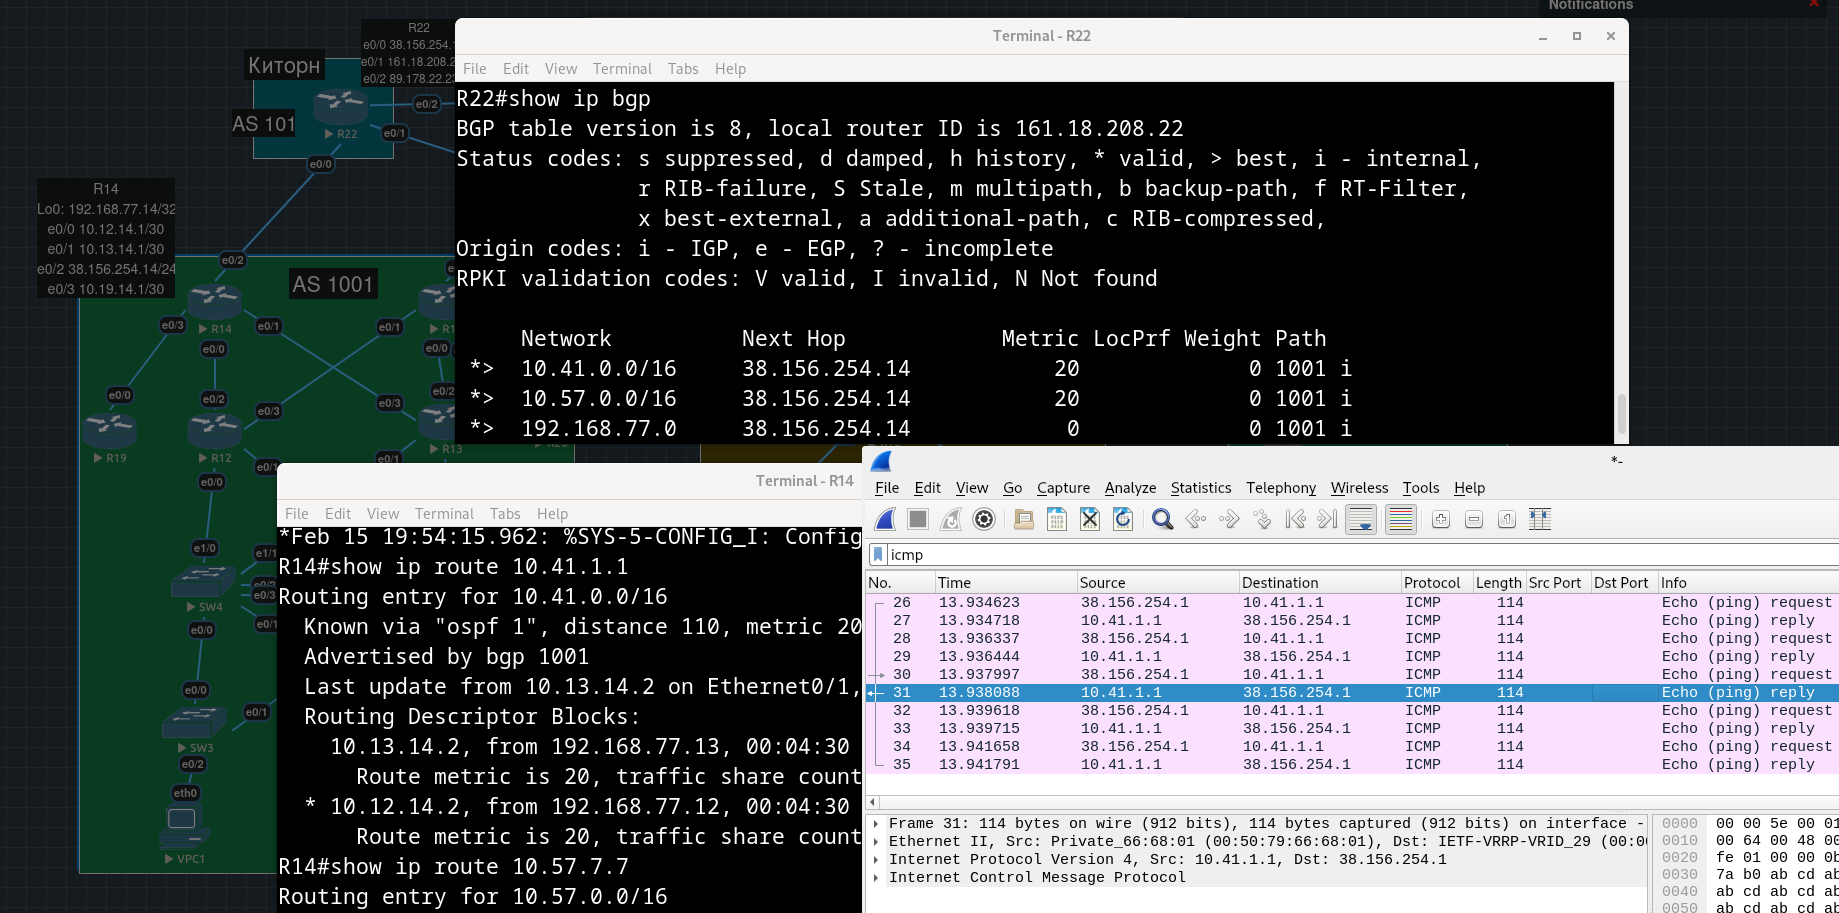 Notifications
R22
e0/0 38.156.254.
e0/1 161.18.208.2
e0/2 89.178.22.23
Киторн
AS 101
R22
e0/2
e0/1
e0/0
R14
Lo0: 192.168.77.14/32
e0/0 10.12.14.1/30
e0/1 10.13.14.1/30
e0/2 38.156.254.14/24
e0/3 10.19.14.1/30
e0/2
AS 1001
R14
e0/3
e0/1
e0/1
e0/0
e0/0
e0/0
e0/2
e0/3
e0/3
e0/2
R19
R12
R13
e0/1
e0/1
e0/0
e1/0
e1/1
e0/2
e0/3
SW4
e0/1
e0/0
e0/0
e0/1
SW3
e0/2
eth0
VPC1
Terminal - R22
File Edit View Terminal Tabs Help
R22#show ip bgp
BGP table version is 8, local router ID is 161.18.208.22
Status codes: s suppressed, d damped, h history, * valid, > best, i - internal,
r RIB-failure, S Stale, m multipath, b backup-path, f RT-Filter,
x best-external, a additional-path, c RIB-compressed,
Origin codes: i - IGP, e - EGP, ? - incomplete
RPKI validation codes: V valid, I invalid, N Not found
Network Next Hop Metric LocPrf Weight Path
*> 10.41.0.0/16 38.156.254.14 20 0 1001 i
*> 10.57.0.0/16 38.156.254.14 20 0 1001 i
*> 192.168.77.0 38.156.254.14 0 0 1001 i
Terminal - R14
File Edit View Terminal Tabs Help
*Feb 15 19:54:15.962: %SYS-5-CONFIG_I: Config
R14#show ip route 10.41.1.1
Routing entry for 10.41.0.0/16
Known via "ospf 1", distance 110, metric 20
Advertised by bgp 1001
Last update from 10.13.14.2 on Ethernet0/1,
Routing Descriptor Blocks:
10.13.14.2, from 192.168.77.13, 00:04:30
Route metric is 20, traffic share count
* 10.12.14.2, from 192.168.77.12, 00:04:30
Route metric is 20, traffic share count
R14#show ip route 10.57.7.7
Routing entry for 10.57.0.0/16
*-
File Edit View Go Capture Analyze Statistics Telephony Wireless Tools Help
icmp
No. Time Source Destination Protocol Length Src Port Dst Port Info
26 13.934623 38.156.254.1 10.41.1.1 ICMP 114 Echo (ping) request
27 13.934718 10.41.1.1 38.156.254.1 ICMP 114 Echo (ping) reply
28 13.936337 38.156.254.1 10.41.1.1 ICMP 114 Echo (ping) request
29 13.936444 10.41.1.1 38.156.254.1 ICMP 114 Echo (ping) reply
30 13.937997 38.156.254.1 10.41.1.1 ICMP 114 Echo (ping) request
31 13.938088 10.41.1.1 38.156.254.1 ICMP 114 Echo (ping) reply
32 13.939618 38.156.254.1 10.41.1.1 ICMP 114 Echo (ping) request
33 13.939715 10.41.1.1 38.156.254.1 ICMP 114 Echo (ping) reply
34 13.941658 38.156.254.1 10.41.1.1 ICMP 114 Echo (ping) request
35 13.941791 10.41.1.1 38.156.254.1 ICMP 114 Echo (ping) reply
Frame 31: 114 bytes on wire (912 bits), 114 bytes captured (912 bits) on interface -
Ethernet II, Src: Private_66:68:01 (00:50:79:66:68:01), Dst: IETF-VRRP-VRID_29 (00:0
Internet Protocol Version 4, Src: 10.41.1.1, Dst: 38.156.254.1
Internet Control Message Protocol
0000 00 00 5e 00 01
0010 00 64 00 48 00
0020 fe 01 00 00 0b
0030 7a b0 ab cd ab
0040 ab cd ab cd ab
0050 ab cd ab cd ab